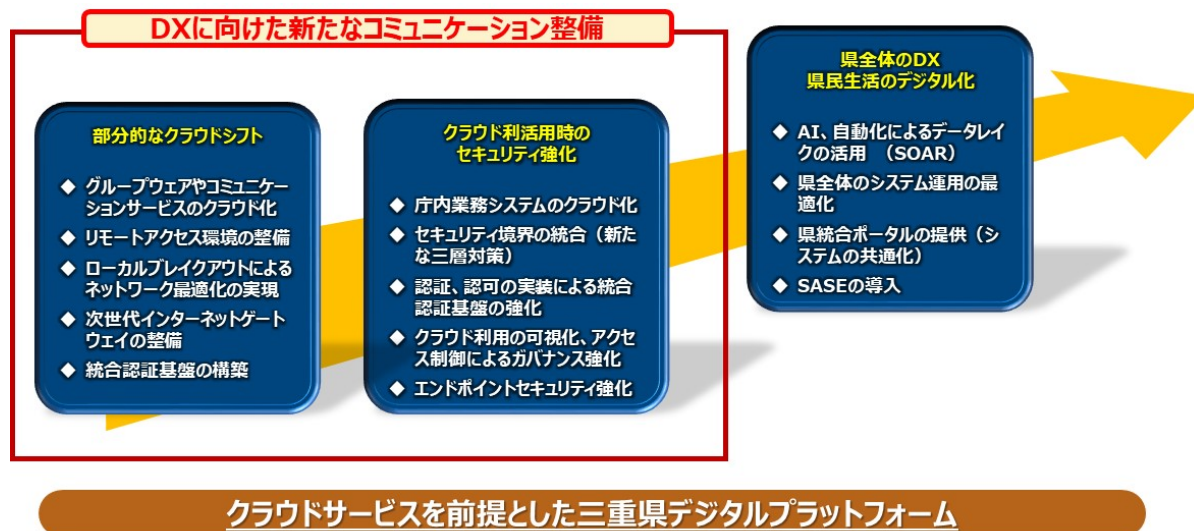 DXに向けた新たなコミュニケーション整備
部分的なクラウドシフト
◆ グループウェアやコミュニケー
ションサービスのクラウド化
◆ リモートアクセス環境の整備
◆ ローカルブレイクアウトによる
ネットワーク最適化の実現
◆ 次世代インターネットゲート
ウェイの整備
◆ 統合認証基盤の構築
クラウド利活用時の
セキュリティ強化
◆ 庁内業務システムのクラウド化
◆ セキュリティ境界の統合（新た
な三層対策）
◆ 認証、認可の実装による統合
認証基盤の強化
◆ クラウド利用の可視化、アクセ
ス制御によるガバナンス強化
◆ エンドポイントセキュリティ強化
県全体のDX
県民生活のデジタル化
◆ AI、自動化によるデータレイ
クの活用　（SOAR）
◆ 県全体のシステム運用の最
適化
◆ 県統合ポータルの提供（シ
ステムの共通化）
◆ SASEの導入
クラウドサービスを前提とした三重県デジタルプラットフォーム